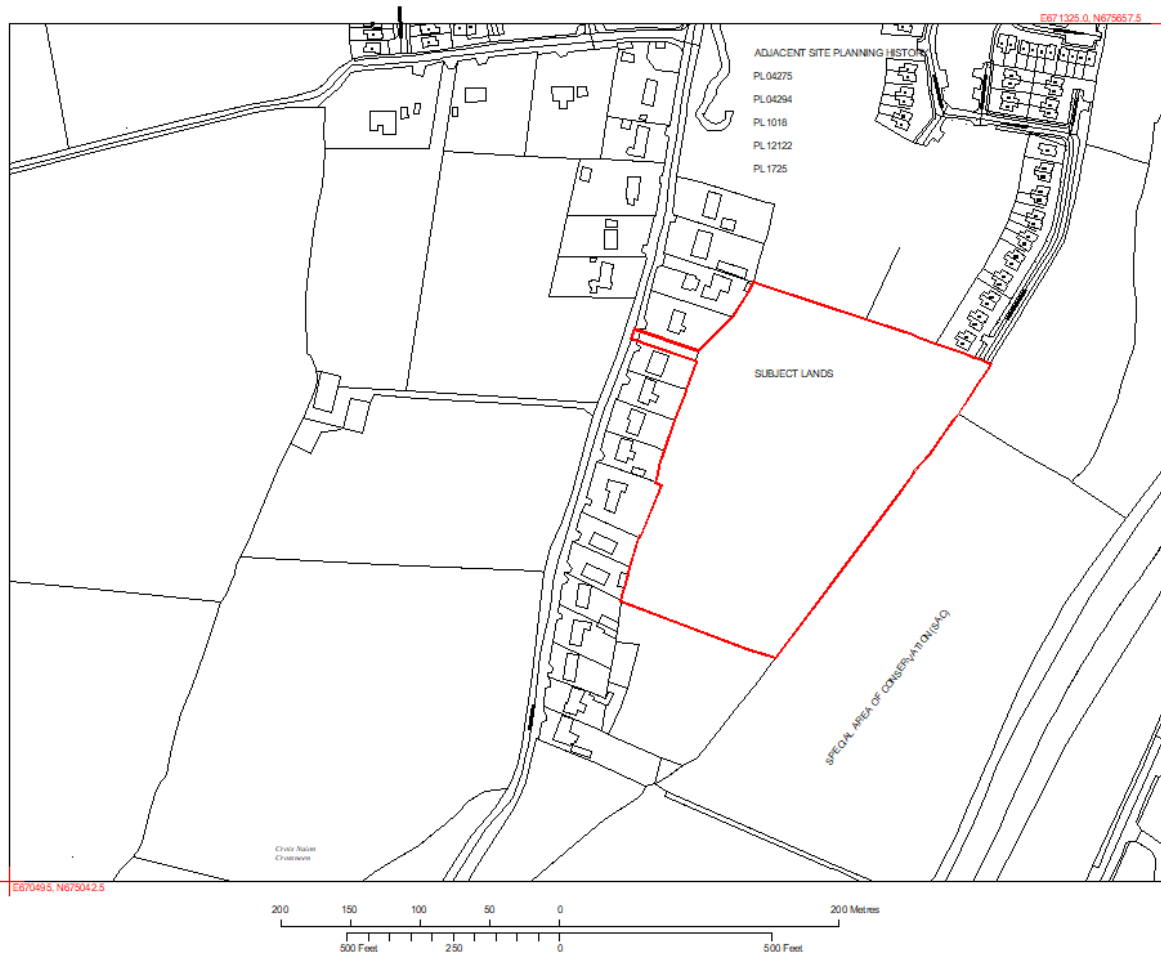 E671325.0, N675657.5
ADJACENT SITE PLANNING HISTORY
PL04275
PL04294
PL1018
PL12122
PL1725
SUBJECT LANDS
SPECIAL AREA OF CONSERVATION (SAC)
Crois Naion
Crossneen
E670495, N675042.5
200 150 100 50 0 200 Metres
500 Feet 250 0 500 Feet